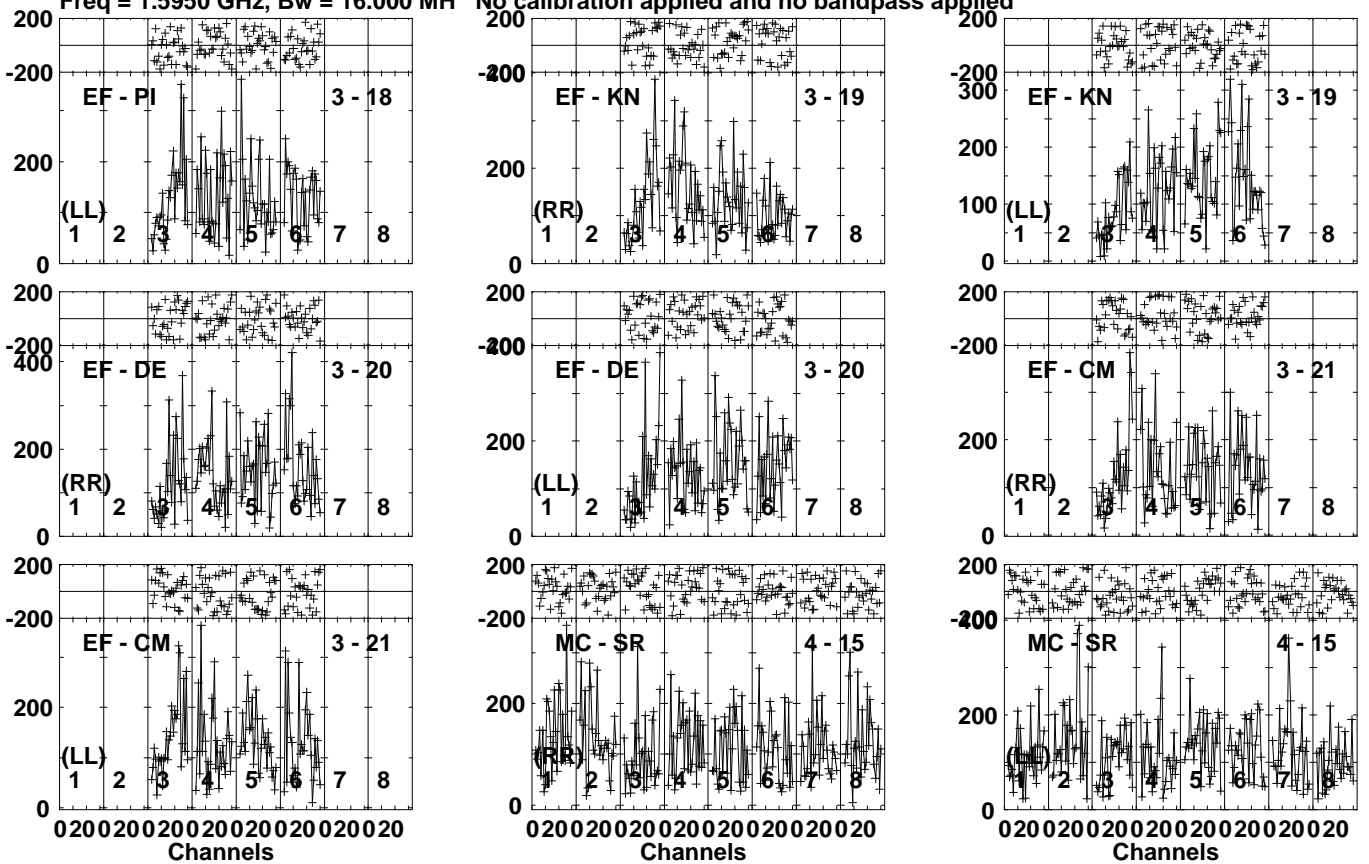 Freq = 1.5950 GHz, Bw = 16.000 MH No calibration applied and no bandpass applied
200 200 200
-200 -200 -200
400 300
EF - PI 3 - 18 EF - KN 3 - 19 EF - KN 3 - 19
200 200 200
100
(LL) (RR) (LL)
1 2 3 4 5 6 7 8 1 2 3 4 5 6 7 8 1 2 3 4 5 6 7 8
0 0 0
200 200 200
-200 -200 -200
400 400
EF - DE 3 - 20 EF - DE 3 - 20 EF - CM 3 - 21
200 200 200
(RR) (LL) (RR)
1 2 3 4 5 6 7 8 1 2 3 4 5 6 7 8 1 2 3 4 5 6 7 8
0 0 0
200 200 200
-200 -200 -200
400
EF - CM 3 - 21 MC - SR 4 - 15 MC - SR 4 - 15
200 200 200
(LL) (RR) (LL)
1 2 3 4 5 6 7 8 1 2 3 4 5 6 7 8 1 2 3 4 5 6 7 8
0 0 0
0 20 0 20 0 20 0 20 0 20 0 20 0 20 0 20 0 20 0 20 0 20 0 20 0 20 0 20 0 20 0 20 0 20 0 20 0 20 0 20 0 20 0 20 0 20 0 20
Channels Channels Channels